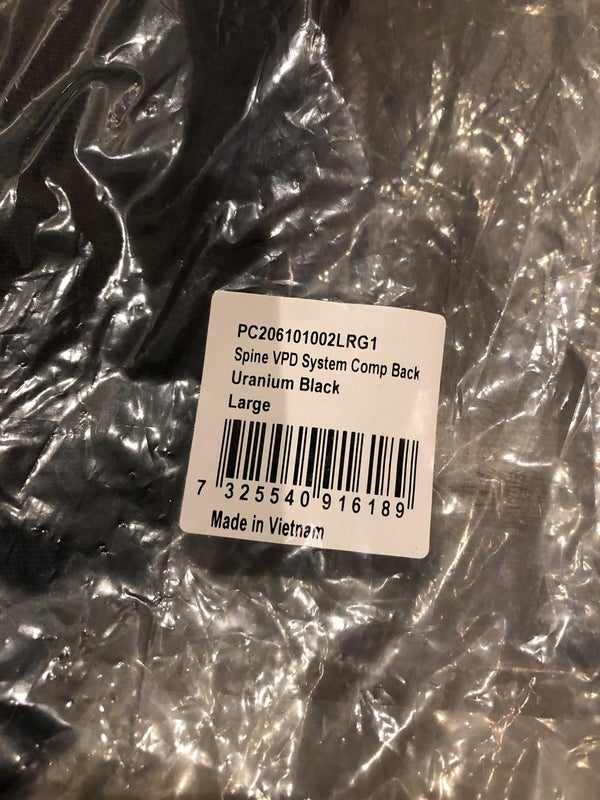 PC206101002LRG1
Spine VPD System Comp Back
Uranium Black
Large
7 325540 916189
Made in Vietnam